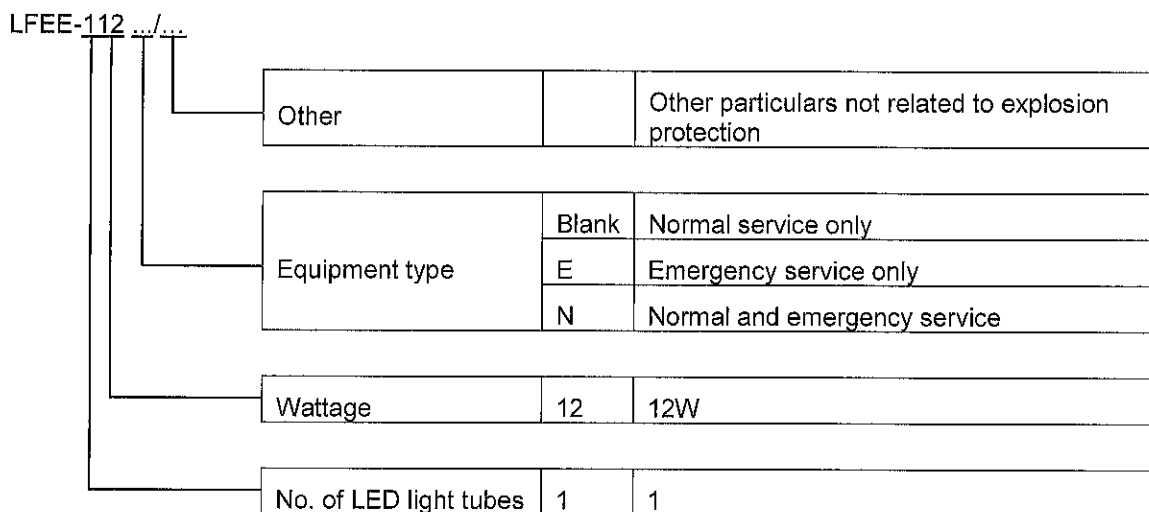 LFEE-112 .../...
Other
Other particulars not related to explosion
protection
Equipment type
Blank Normal service only
E Emergency service only
N Normal and emergency service
Wattage 12 12W
No. of LED light tubes 1 1